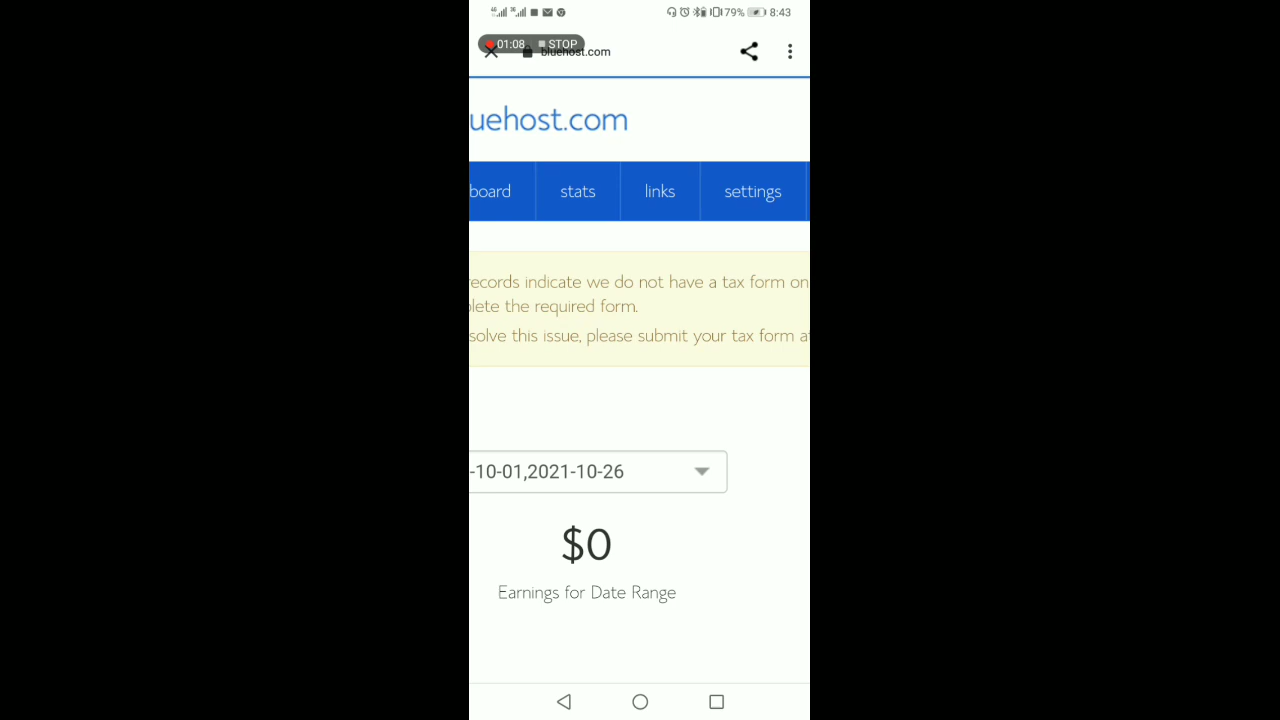 79% 8:43
01:08 STOP
bluehost.com
uehost.com
board stats links settings
ecords indicate we do not have a tax form on
lete the required form.
solve this issue, please submit your tax form a
-10-01,2021-10-26
$0
Earnings for Date Range